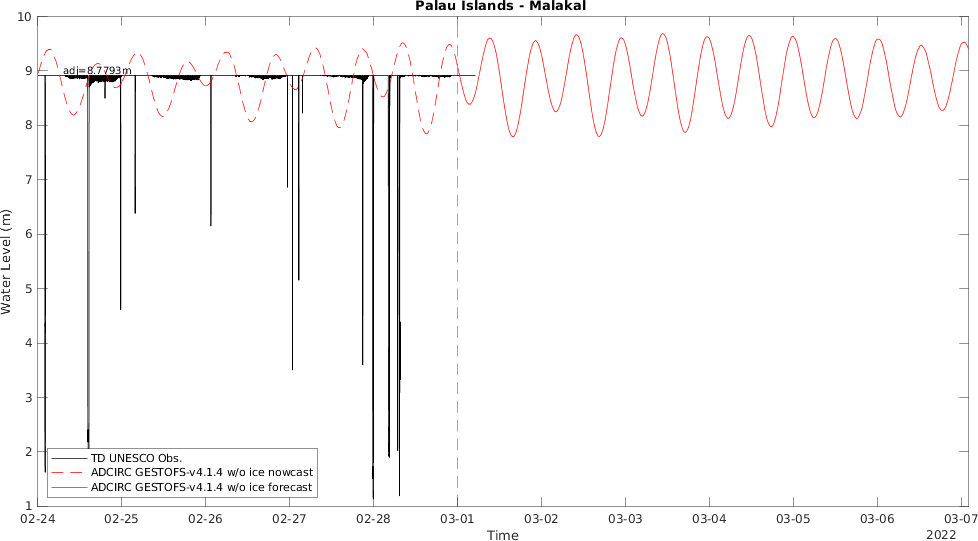 Palau Islands - Malakal
Water Level (m)
10
9
8
7
6
5
4
3
2
1
adj=8.7793m
TD UNESCO Obs.
ADCIRC GESTOFS-v4.1.4 w/o ice nowcast
ADCIRC GESTOFS-v4.1.4 w/o ice forecast
02-24 02-25 02-26 02-27 02-28 03-01 03-02 03-03 03-04 03-05 03-06 03-07
Time
2022